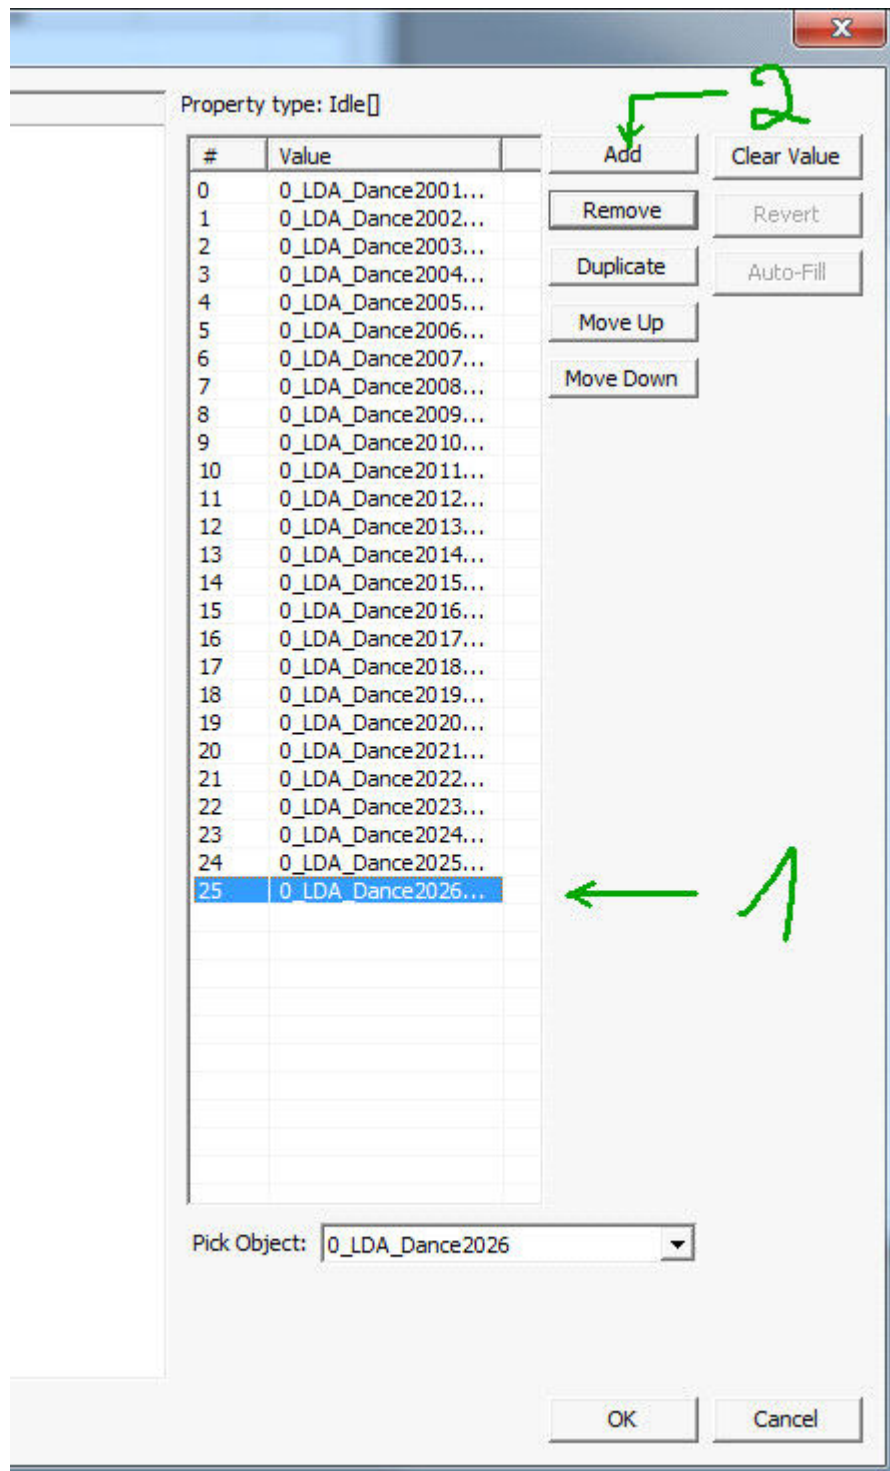 X
Property type: Idle[]
2
# Value
Add
Clear Value
0 0_LDA_Dance2001...
1 0_LDA_Dance2002...
Remove
Revert
2 0_LDA_Dance2003...
3 0_LDA_Dance2004...
Duplicate
Auto-Fill
4 0_LDA_Dance2005...
5 0_LDA_Dance2006...
Move Up
6 0_LDA_Dance2007...
7 0_LDA_Dance2008...
Move Down
8 0_LDA_Dance2009...
9 0_LDA_Dance2010...
10 0_LDA_Dance2011...
11 0_LDA_Dance2012...
12 0_LDA_Dance2013...
13 0_LDA_Dance2014...
14 0_LDA_Dance2015...
15 0_LDA_Dance2016...
16 0_LDA_Dance2017...
17 0_LDA_Dance2018...
18 0_LDA_Dance2019...
19 0_LDA_Dance2020...
20 0_LDA_Dance2021...
21 0_LDA_Dance2022...
22 0_LDA_Dance2023...
23 0_LDA_Dance2024...
24 0_LDA_Dance2025...
25 0_LDA_Dance2026...
1
Pick Object: 0_LDA_Dance2026
OK
Cancel